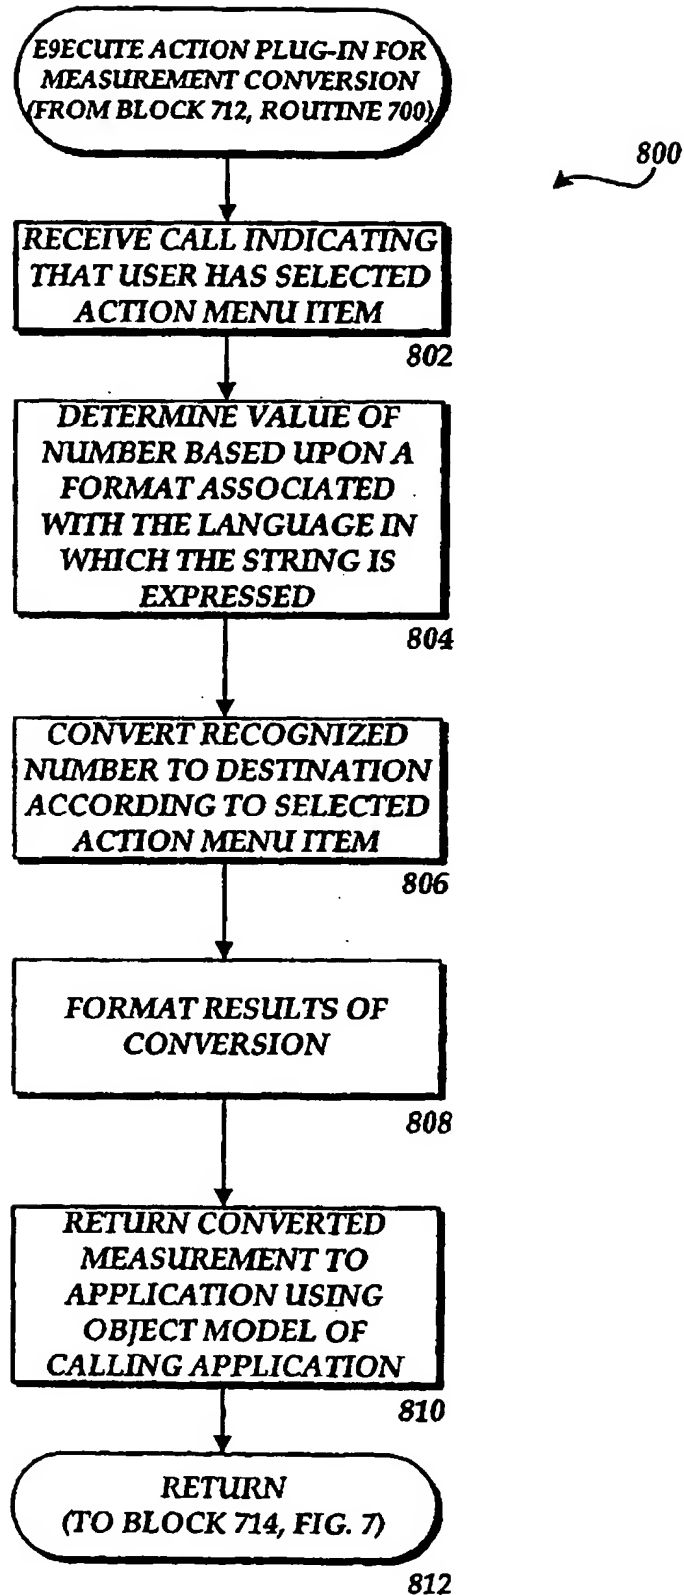 E9ECUTE ACTION PLUG-IN FOR
MEASUREMENT CONVERSION
(FROM BLOCK 712, ROUTINE 700)
800
RECEIVE CALL INDICATING
THAT USER HAS SELECTED
ACTION MENU ITEM
802
DETERMINE VALUE OF
NUMBER BASED UPON A
FORMAT ASSOCIATED
WITH THE LANGUAGE IN
WHICH THE STRING IS
EXPRESSED
804
CONVERT RECOGNIZED
NUMBER TO DESTINATION
ACCORDING TO SELECTED
ACTION MENU ITEM
806
FORMAT RESULTS OF
CONVERSION
808
RETURN CONVERTED
MEASUREMENT TO
APPLICATION USING
OBJECT MODEL OF
CALLING APPLICATION
810
RETURN
(TO BLOCK 714, FIG. 7)
812